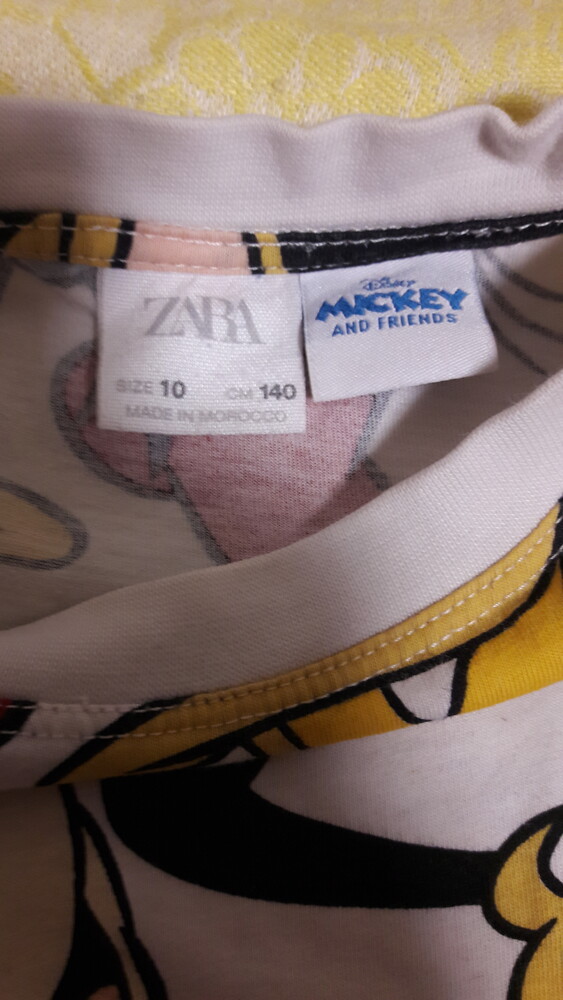 ZARA
SIZE 10 CM 140
MADE IN MOROCCO
Disney
MICKEY
AND FRIENDS